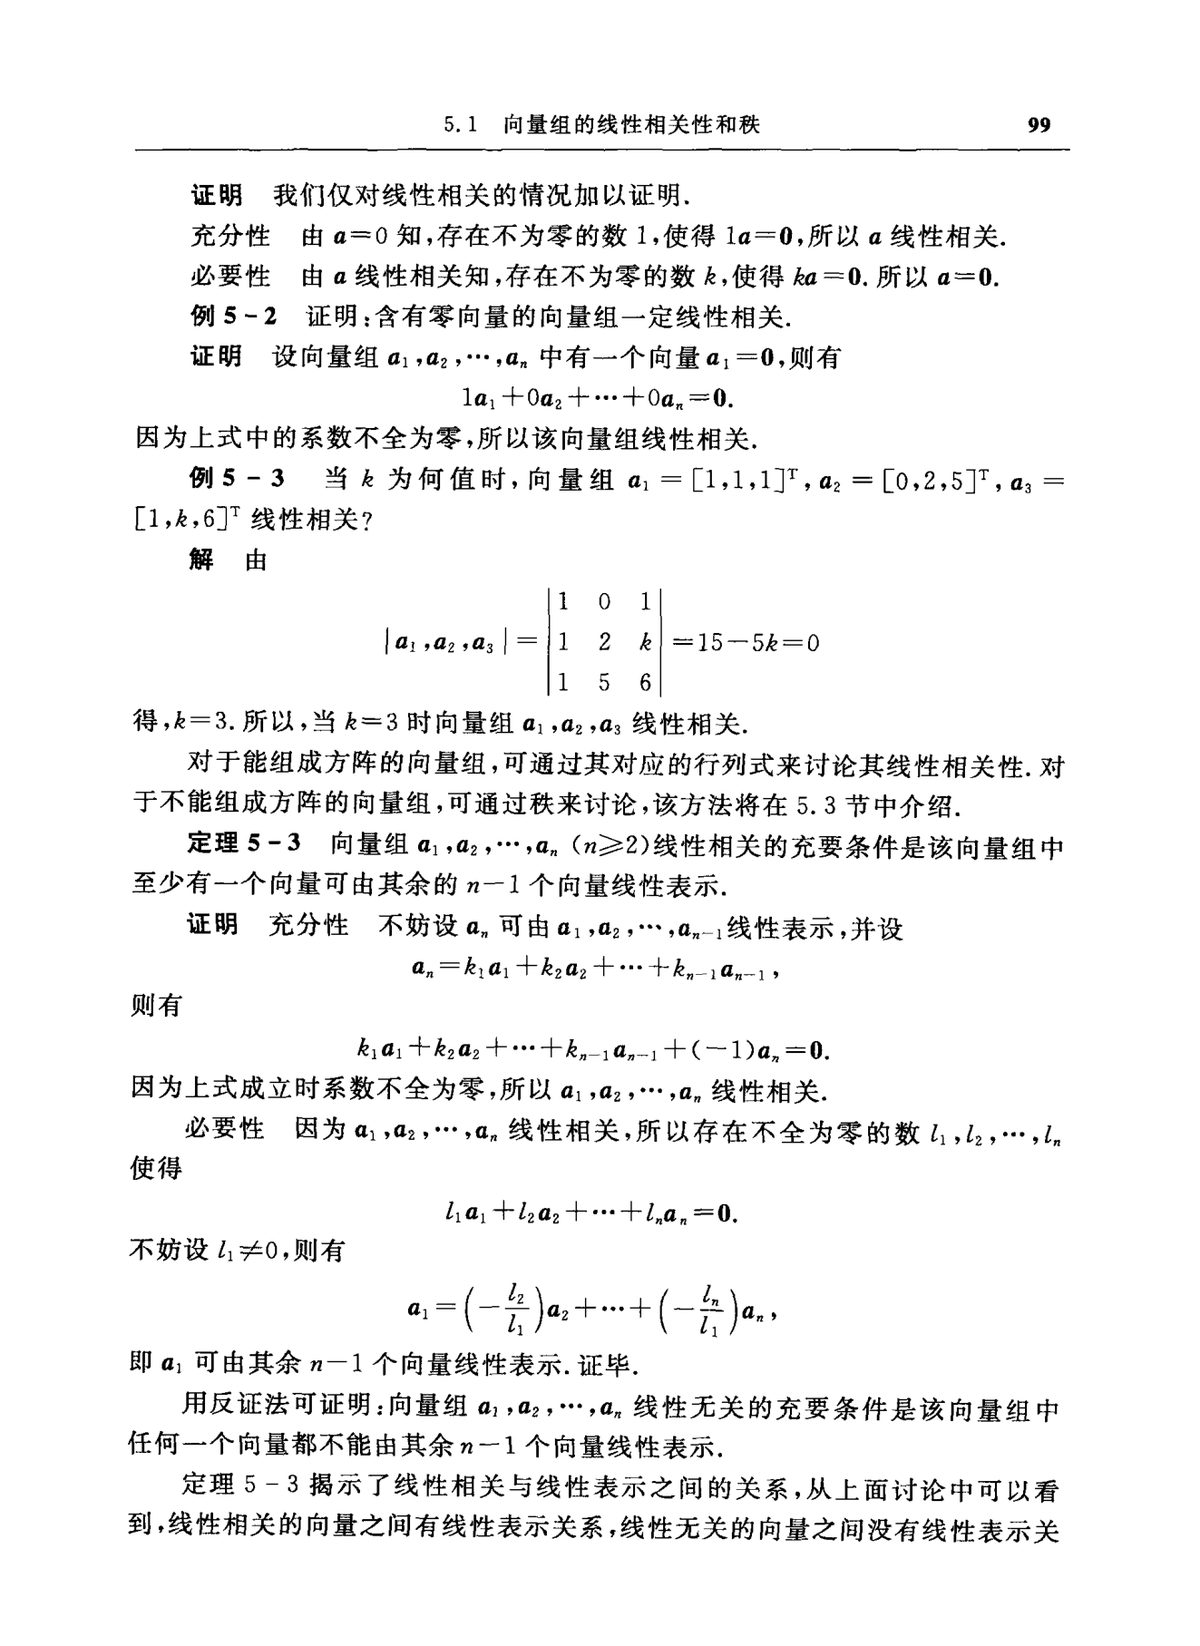 5.1 向量组的线性相关性和秩 99
证明 我们仅对线性相关的情况加以证明.
充分性 由 a=0 知,存在不为零的数 1,使得 1a=0,所以 a 线性相关.
必要性 由 a 线性相关知,存在不为零的数 k,使得 ka=0. 所以 a=0.
例 5-2 证明:含有零向量的向量组一定线性相关.
证明 设向量组 a₁,a₂,…,aₙ 中有一个向量 a₁=0,则有
1a₁+0a₂+…+0aₙ=0.
因为上式中的系数不全为零,所以该向量组线性相关.
例 5-3 当 k 为何值时,向量组 a₁=[1,1,1]ᵀ,a₂=[0,2,5]ᵀ,a₃=
[1,k,6]ᵀ 线性相关?
解 由
|1 0 1|
|a₁,a₂,a₃|=|1 2 k|=15-5k=0
|1 5 6|
得,k=3. 所以,当 k=3 时向量组 a₁,a₂,a₃ 线性相关.
对于能组成方阵的向量组,可通过其对应的行列式来讨论其线性相关性. 对
于不能组成方阵的向量组,可通过秩来讨论,该方法将在 5.3 节中介绍.
定理 5-3 向量组 a₁,a₂,…,aₙ (n⩾2)线性相关的充要条件是该向量组中
至少有一个向量可由其余的 n-1 个向量线性表示.
证明 充分性 不妨设 aₙ 可由 a₁,a₂,…,aₙ₋₁线性表示,并设
aₙ=k₁a₁+k₂a₂+…+kₙ₋₁aₙ₋₁,
则有
k₁a₁+k₂a₂+…+kₙ₋₁aₙ₋₁+(-1)aₙ=0.
因为上式成立时系数不全为零,所以 a₁,a₂,…,aₙ 线性相关.
必要性 因为 a₁,a₂,…,aₙ 线性相关,所以存在不全为零的数 l₁,l₂,…,lₙ
使得
l₁a₁+l₂a₂+…+lₙaₙ=0.
不妨设 l₁≠0,则有
a₁=(-l₂/l₁)a₂+…+(-lₙ/l₁)aₙ,
即 a₁ 可由其余 n-1 个向量线性表示. 证毕.
用反证法可证明:向量组 a₁,a₂,…,aₙ 线性无关的充要条件是该向量组中
任何一个向量都不能由其余 n-1 个向量线性表示.
定理 5-3 揭示了线性相关与线性表示之间的关系,从上面讨论中可以看
到,线性相关的向量之间有线性表示关系,线性无关的向量之间没有线性表示关